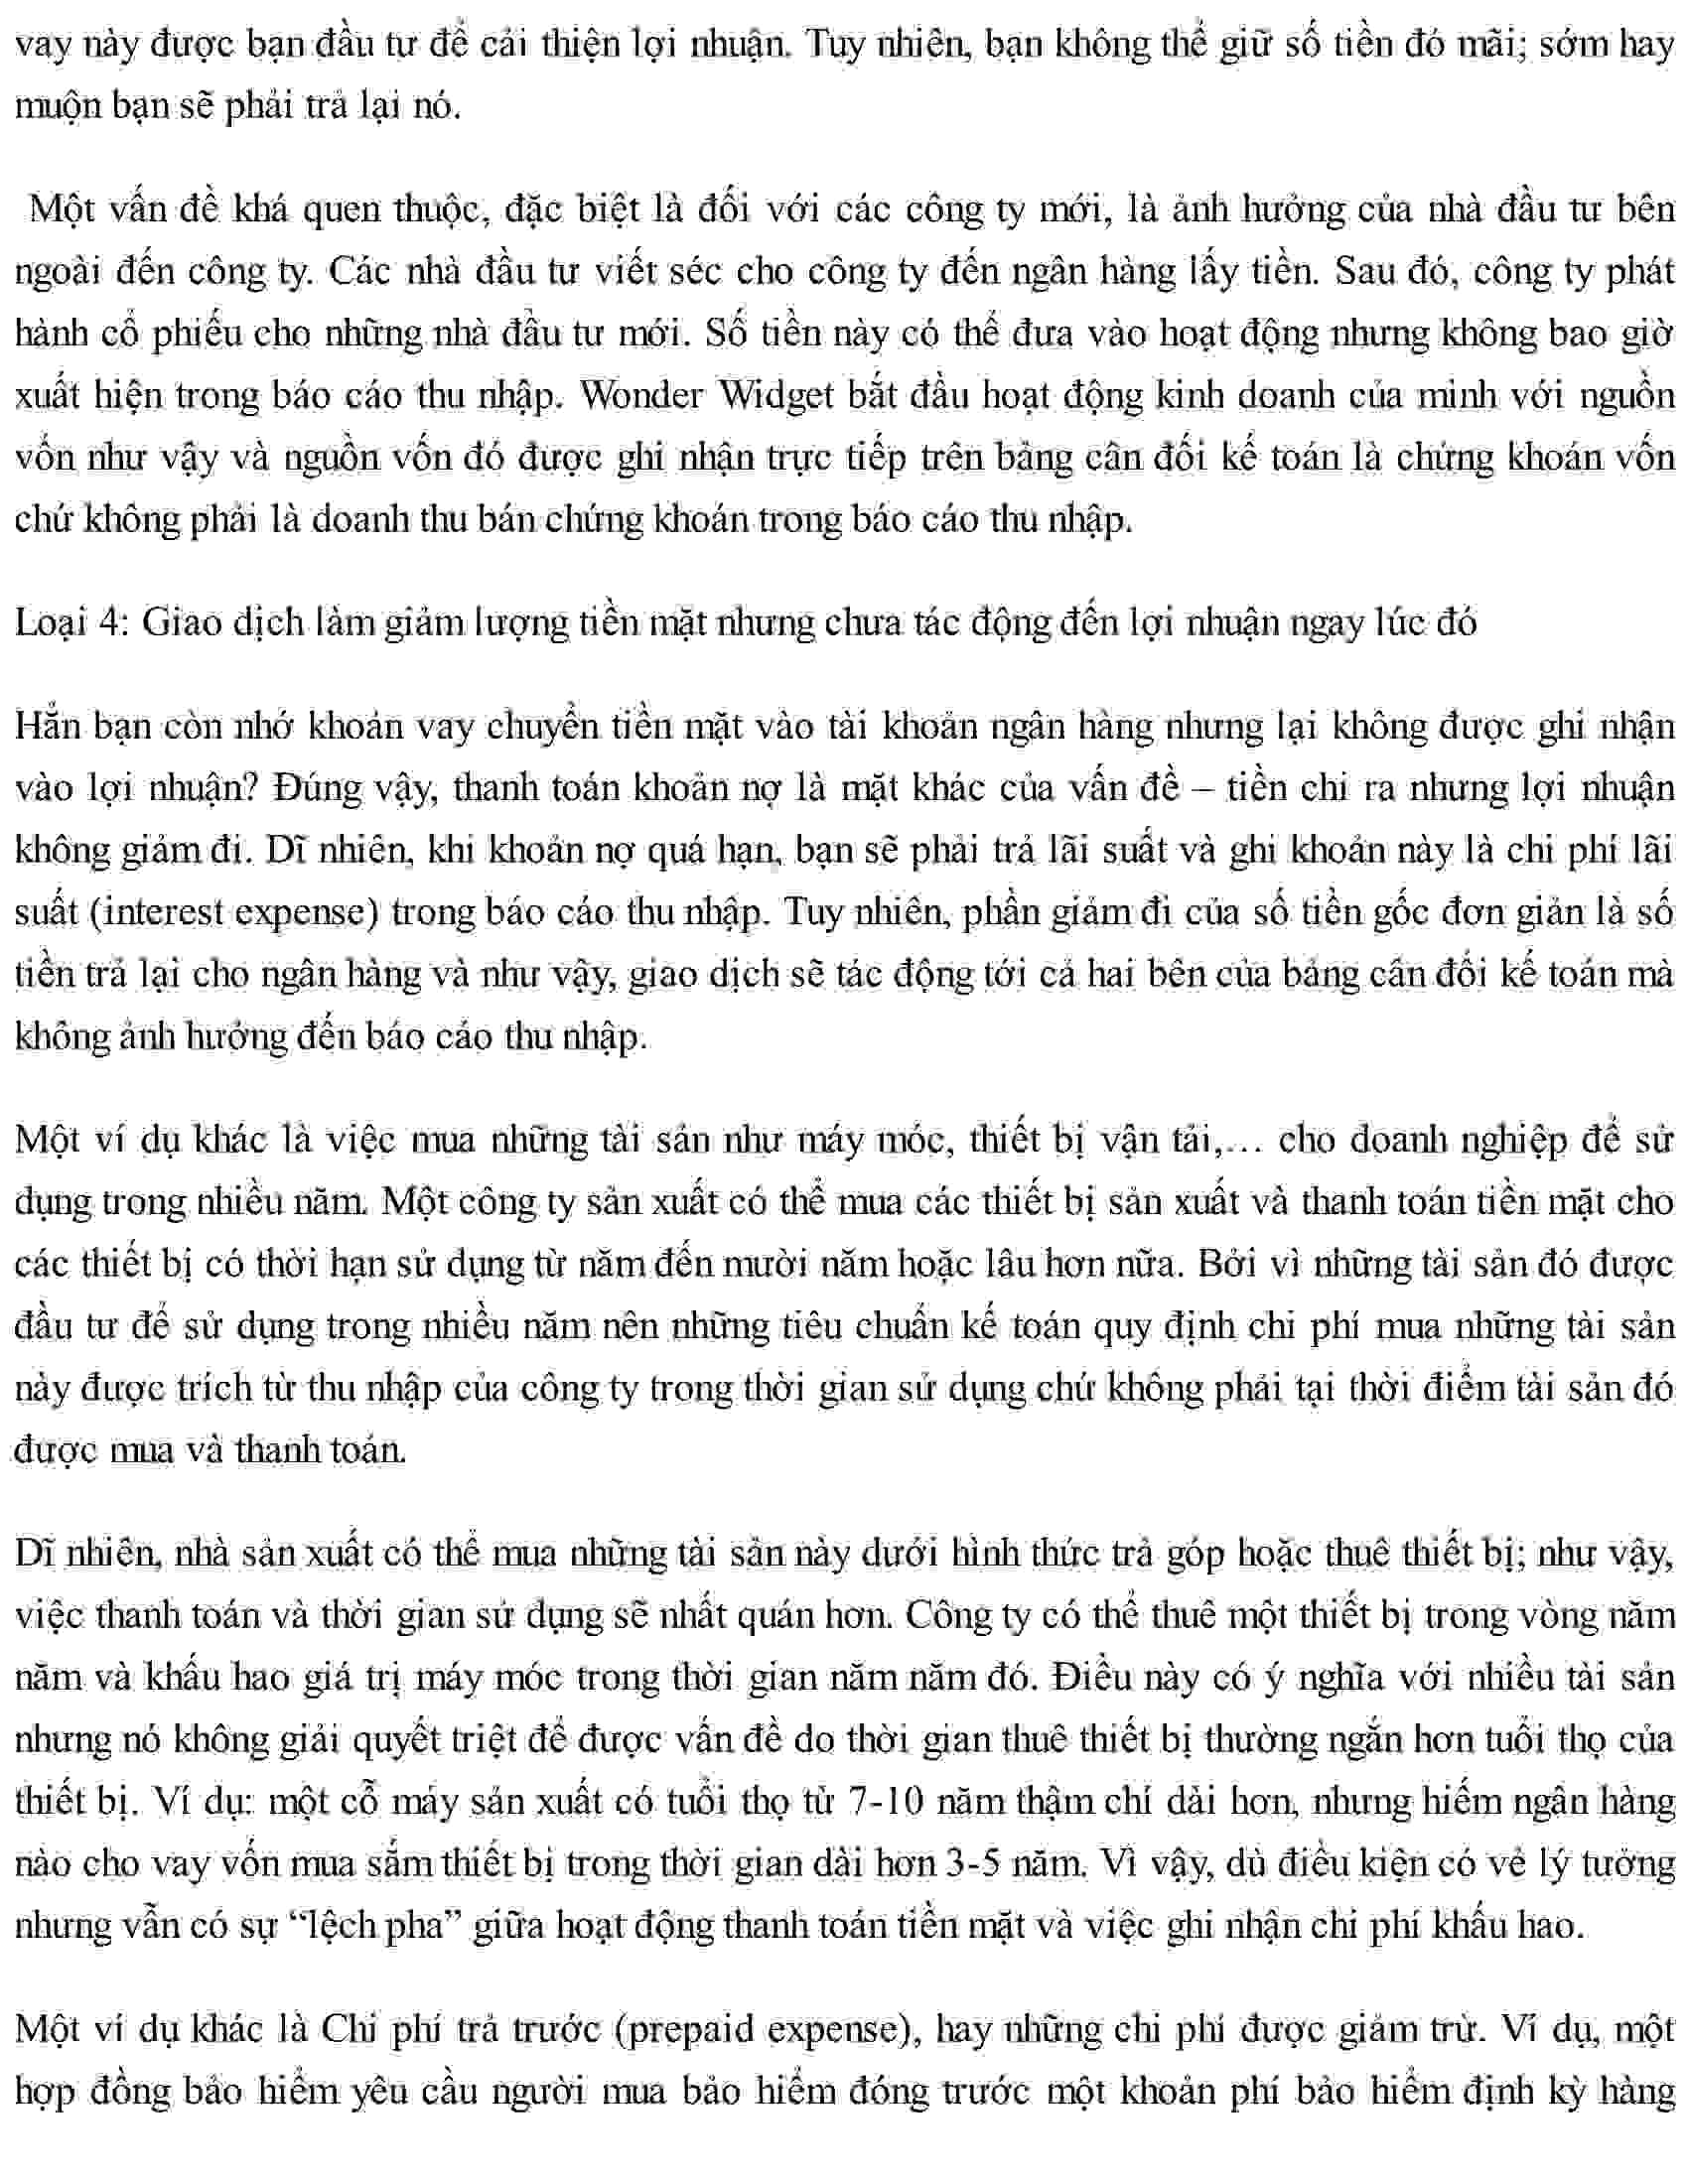 vay này được bạn đầu tư để cải thiện lợi nhuận. Tuy nhiên, bạn không thể giữ số tiền đó mãi; sớm hay
muộn bạn sẽ phải trả lại nó.
Một vấn đề khá quen thuộc, đặc biệt là đối với các công ty mới, là ảnh hưởng của nhà đầu tư bên
ngoài đến công ty. Các nhà đầu tư viết séc cho công ty đến ngân hàng lấy tiền. Sau đó, công ty phát
hành cổ phiếu cho những nhà đầu tư mới. Số tiền này có thể đưa vào hoạt động nhưng không bao giờ
xuất hiện trong báo cáo thu nhập. Wonder Widget bắt đầu hoạt động kinh doanh của mình với nguồn
vốn như vậy và nguồn vốn đó được ghi nhận trực tiếp trên bảng cân đối kế toán là chứng khoán vốn
chứ không phải là doanh thu bán chứng khoán trong báo cáo thu nhập.
Loại 4: Giao dịch làm giảm lượng tiền mặt nhưng chưa tác động đến lợi nhuận ngay lúc đó
Hẳn bạn còn nhớ khoản vay chuyển tiền mặt vào tài khoản ngân hàng nhưng lại không được ghi nhận
vào lợi nhuận? Đúng vậy, thanh toán khoản nợ là mặt khác của vấn đề – tiền chi ra nhưng lợi nhuận
không giảm đi. Dĩ nhiên, khi khoản nợ quá hạn, bạn sẽ phải trả lãi suất và ghi khoản này là chi phí lãi
suất (interest expense) trong báo cáo thu nhập. Tuy nhiên, phần giảm đi của số tiền gốc đơn giản là số
tiền trả lại cho ngân hàng và như vậy, giao dịch sẽ tác động tới cả hai bên của bảng cân đối kế toán mà
không ảnh hưởng đến báo cáo thu nhập.
Một ví dụ khác là việc mua những tài sản như máy móc, thiết bị vận tải,… cho doanh nghiệp để sử
dụng trong nhiều năm. Một công ty sản xuất có thể mua các thiết bị sản xuất và thanh toán tiền mặt cho
các thiết bị có thời hạn sử dụng từ năm đến mười năm hoặc lâu hơn nữa. Bởi vì những tài sản đó được
đầu tư để sử dụng trong nhiều năm nên những tiêu chuẩn kế toán quy định chi phí mua những tài sản
này được trích từ thu nhập của công ty trong thời gian sử dụng chứ không phải tại thời điểm tài sản đó
được mua và thanh toán.
Dĩ nhiên, nhà sản xuất có thể mua những tài sản này dưới hình thức trả góp hoặc thuê thiết bị; như vậy,
việc thanh toán và thời gian sử dụng sẽ nhất quán hơn. Công ty có thể thuê một thiết bị trong vòng năm
năm và khấu hao giá trị máy móc trong thời gian năm năm đó. Điều này có ý nghĩa với nhiều tài sản
nhưng nó không giải quyết triệt để được vấn đề do thời gian thuê thiết bị thường ngắn hơn tuổi thọ của
thiết bị. Ví dụ: một cỗ máy sản xuất có tuổi thọ từ 7-10 năm thậm chí dài hơn, nhưng hiếm ngân hàng
nào cho vay vốn mua sắm thiết bị trong thời gian dài hơn 3-5 năm. Vì vậy, dù điều kiện có vẻ lý tưởng
nhưng vẫn có sự “lệch pha” giữa hoạt động thanh toán tiền mặt và việc ghi nhận chi phí khấu hao.
Một ví dụ khác là Chi phí trả trước (prepaid expense), hay những chi phí được giảm trừ. Ví dụ, một
hợp đồng bảo hiểm yêu cầu người mua bảo hiểm đóng trước một khoản phí bảo hiểm định kỳ hàng